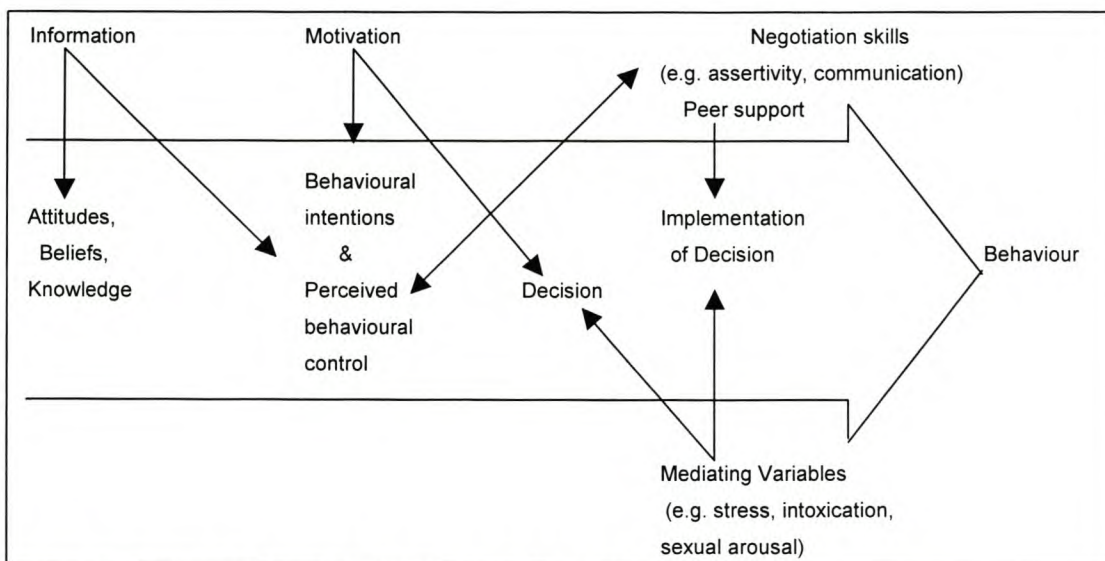 Information
Motivation
Negotiation skills
(e.g. assertivity, communication)
Peer support
Attitudes,
Beliefs,
Knowledge
Behavioural
intentions
&
Perceived
behavioural
control
Decision
Implementation
of Decision
Behaviour
Mediating Variables
(e.g. stress, intoxication,
sexual arousal)